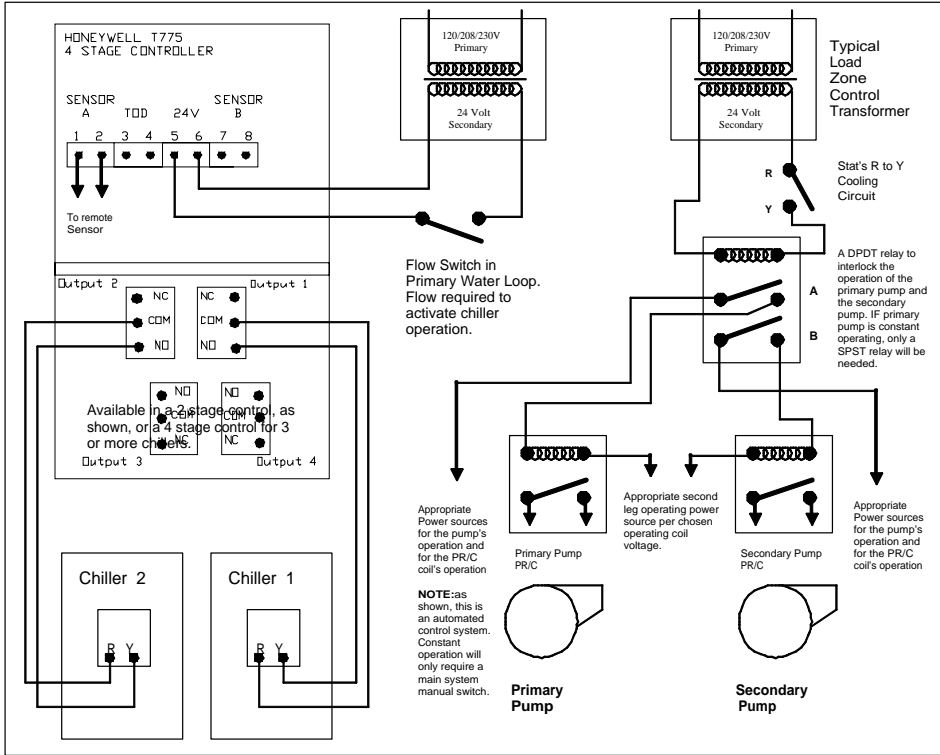 HONEYWELL T775
4 STAGE CONTROLLER
SENSOR
A
TOD
24V
SENSOR
B
1 2 3 4 5 6 7 8
To remote
Sensor
120/208/230V
Primary
24 Volt
Secondary
120/208/230V
Primary
24 Volt
Secondary
Typical
Load
Zone
Control
Transformer
R
Y
Stat's R to Y
Cooling
Circuit
Flow Switch in
Primary Water Loop.
Flow required to
activate chiller
operation.
A
B
A DPDT relay to
interlock the
operation of the
primary pump and
the secondary
pump. IF primary
pump is constant
operating, only a
SPST relay will be
needed.
Output 2
Output 1
NC
COM
NO
NC
COM
NO
NO
COM
NC
NO
COM
NC
Available in a 2 stage control, as
shown, or a 4 stage control for 3
or more chillers.
Output 3
Output 4
Chiller 2
R Y
Chiller 1
R Y
Appropriate
Power sources
for the pump's
operation and
for the PR/C
coil's operation
NOTE:as
shown, this is
an automated
control system.
Constant
operation will
only require a
main system
manual switch.
Primary Pump
PR/C
Appropriate second
leg operating power
source per chosen
operating coil
voltage.
Secondary Pump
PR/C
Appropriate
Power sources
for the pump's
operation and
for the PR/C
coil's operation
Primary
Pump
Secondary
Pump